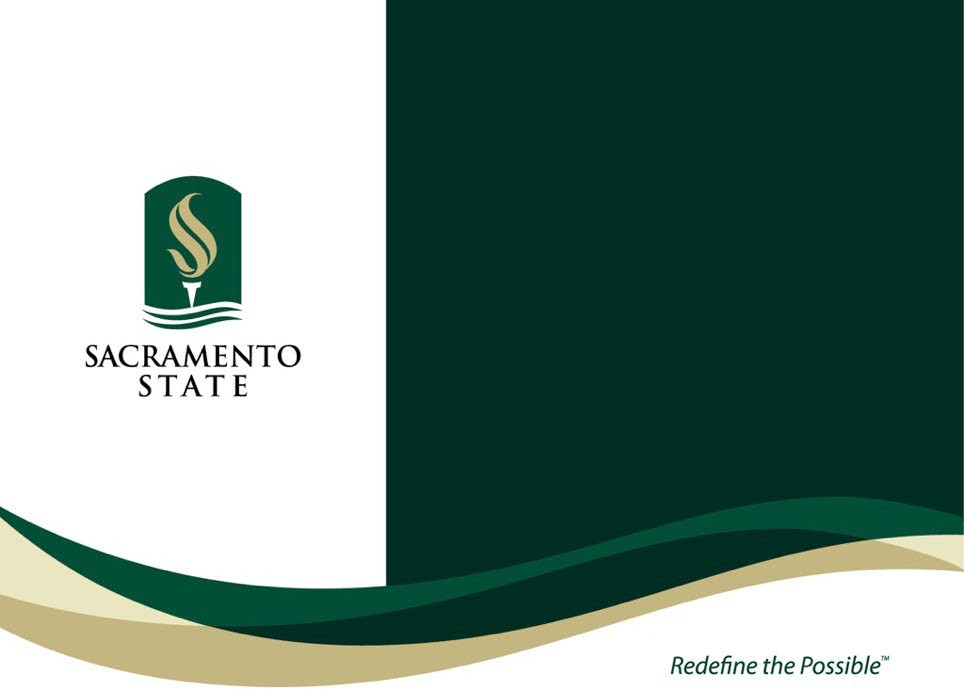 SACRAMENTO
STATE
Redefine the Possible™